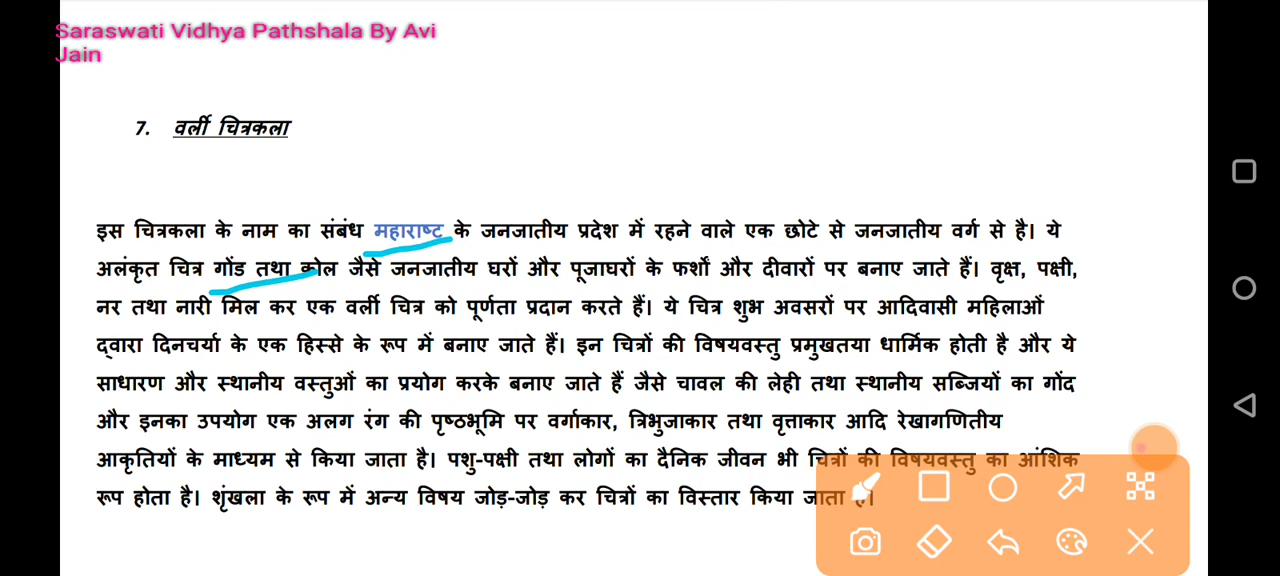 Saraswati Vidhya Pathshala By Avi
Jain
7. वर्ली चित्रकला
इस चित्रकला के नाम का संबंध महाराष्ट के जनजातीय प्रदेश में रहने वाले एक छोटे से जनजातीय वर्ग से है। ये
अलंकृत चित्र गोंड तथा कोल जैसे जनजातीय घरों और पूजाघरों के फर्शों और दीवारों पर बनाए जाते हैं। वृक्ष, पक्षी,
नर तथा नारी मिल कर एक वर्ली चित्र को पूर्णता प्रदान करते हैं। ये चित्र शुभ अवसरों पर आदिवासी महिलाओं
द्वारा दिनचर्या के एक हिस्से के रूप में बनाए जाते हैं। इन चित्रों की विषयवस्तु प्रमुखतया धार्मिक होती है और ये
साधारण और स्थानीय वस्तुओं का प्रयोग करके बनाए जाते हैं जैसे चावल की लेही तथा स्थानीय सब्जियों का गोंद
और इनका उपयोग एक अलग रंग की पृष्ठभूमि पर वर्गाकार, त्रिभुजाकार तथा वृत्ताकार आदि रेखागणितीय
आकृतियों के माध्यम से किया जाता है। पशु-पक्षी तथा लोगों का दैनिक जीवन भी चित्रों की विषयवस्तु का आंशिक
रूप होता है। शृंखला के रूप में अन्य विषय जोड़-जोड़ कर चित्रों का विस्तार किया जाता है।